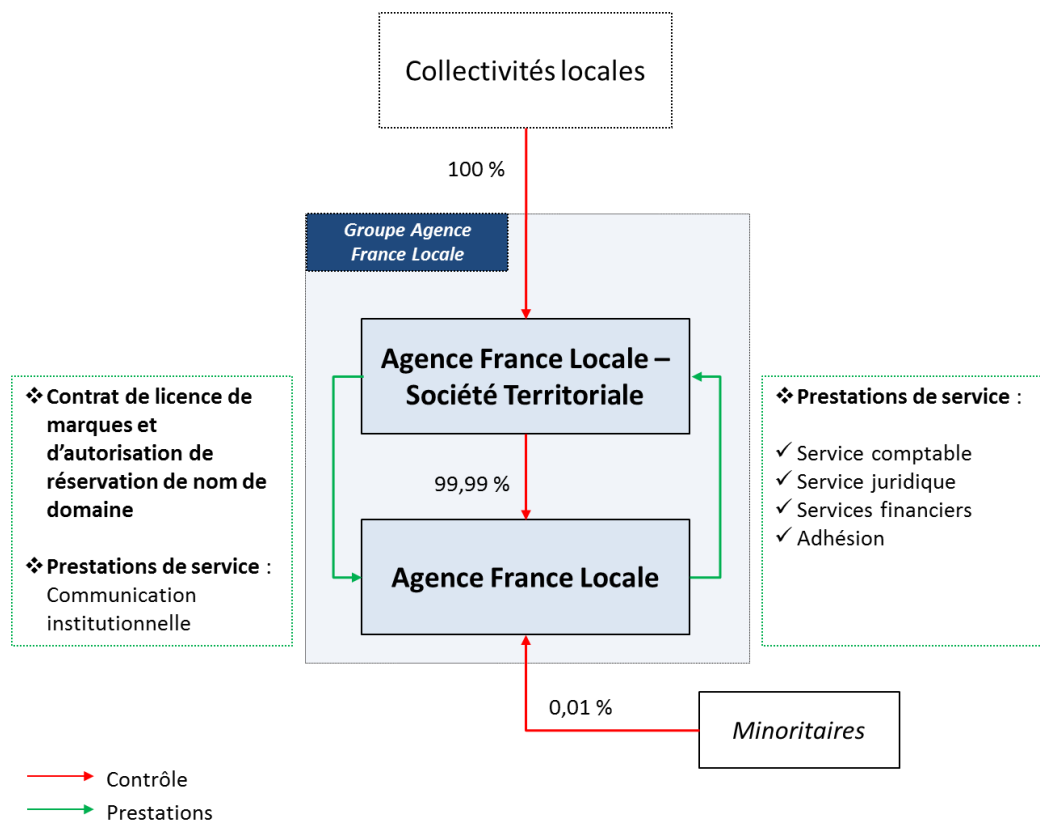 Collectivités locales
100 %
Groupe Agence
France Locale
Agence France Locale –
Société Territoriale
❖ Contrat de licence de
marques et
d’autorisation de
réservation de nom de
domaine
❖ Prestations de service :
Communication
institutionnelle
99,99 %
Agence France Locale
❖ Prestations de service :
✓ Service comptable
✓ Service juridique
✓ Services financiers
✓ Adhésion
0,01 %
Minoritaires
Contrôle
Prestations